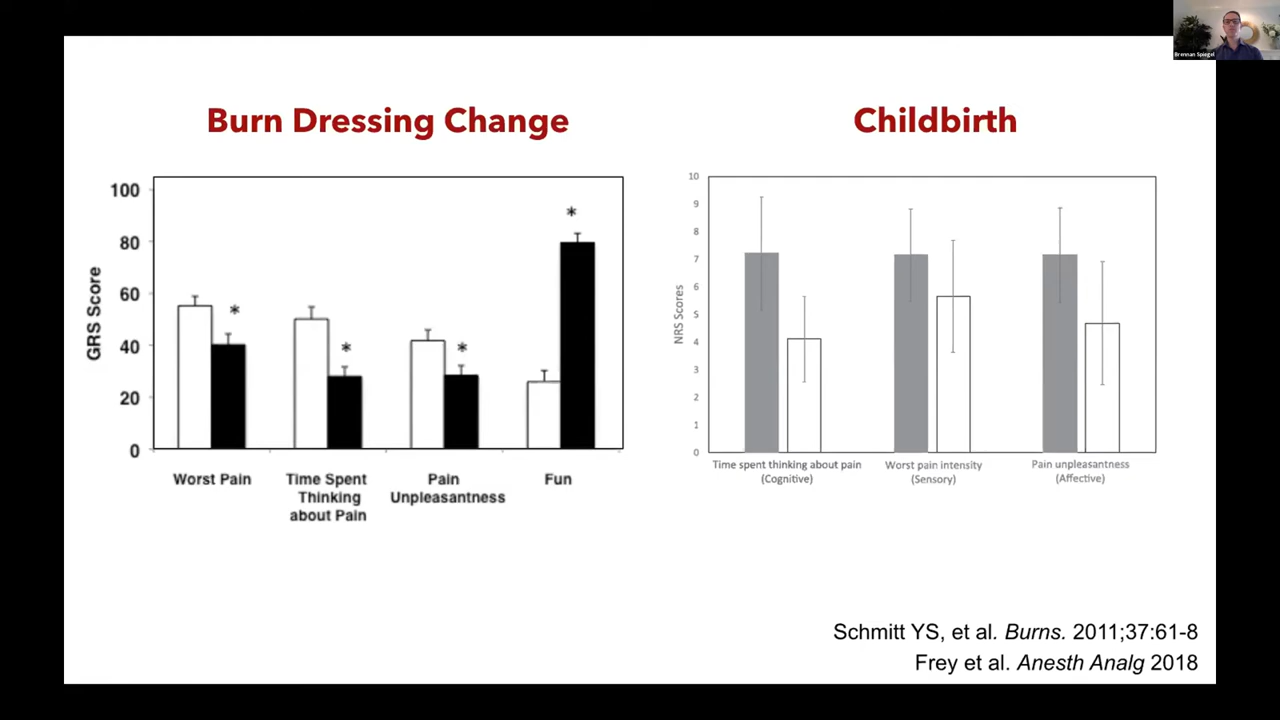 Brennan Spiegel
Burn Dressing Change
Childbirth
100
80
60
40
20
0
GRS Score
*
*
*
*
Worst Pain
Time Spent
Thinking
about Pain
Pain
Unpleasantness
Fun
10
9
8
7
6
5
4
3
2
1
0
NRS Scores
Time spent thinking about pain
(Cognitive)
Worst pain intensity
(Sensory)
Pain unpleasantness
(Affective)
Schmitt YS, et al. Burns. 2011;37:61-8
Frey et al. Anesth Analg 2018